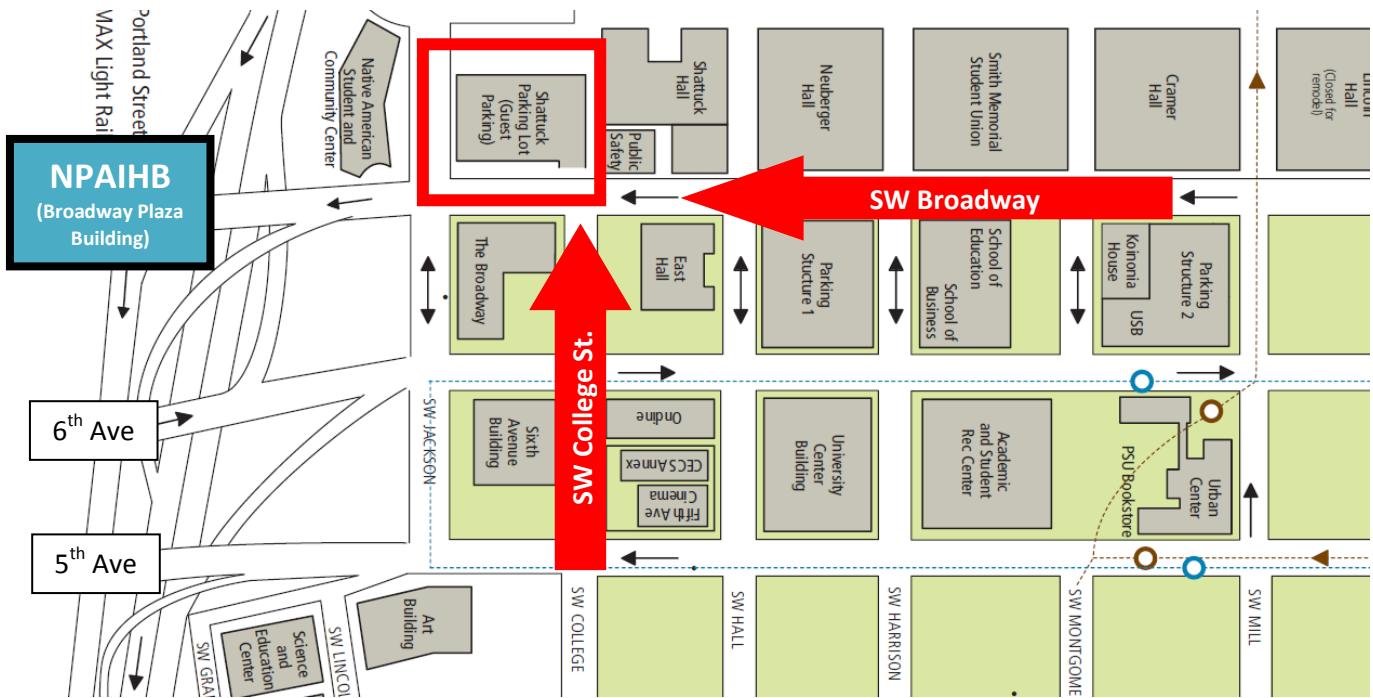 Portland Street
MAX Light Rai
NPAIHB
(Broadway Plaza
Building)
Native American
Student and
Community Center
Shattuck
Parking Lot
(Guest
Parking)
Shattuck
Hall
Public
Safety
Neuberger
Hall
Smith Memorial
Student Union
Cramer
Hall
Hall
(Closed for
remodel)
SW Broadway
The Broadway
East
Hall
Parking
Stucture 1
School of
Education
School of
Business
Koinonia
House
USB
Parking
Structure 2
SW College St.
6th Ave
SW JACKSON
Sixth
Avenue
Building
Ondine
CECS Annex
Fifth Ave
Cinema
University
Center
Building
Academic
and Student
Rec Center
PSU Bookstore
Urban
Center
5th Ave
Art
Building
Science
and
Education
Center
SW GRA
SW LINCOL
SW COLLEGE
SW HALL
SW HARRISON
SW MONTGOME
SW MILL